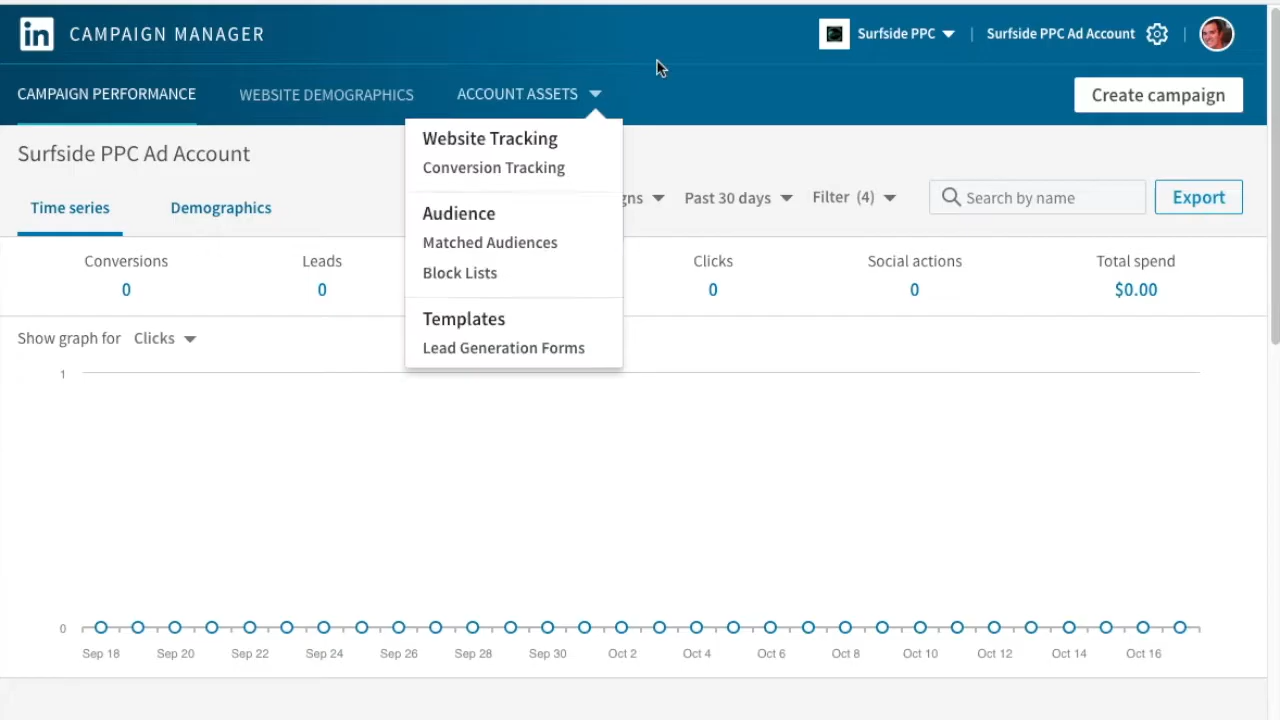 in CAMPAIGN MANAGER
Surfside PPC | Surfside PPC Ad Account |
CAMPAIGN PERFORMANCE WEBSITE DEMOGRAPHICS ACCOUNT ASSETS Create campaign
Website Tracking
Conversion Tracking
Audience
Matched Audiences
Block Lists
Templates
Lead Generation Forms
Surfside PPC Ad Account
Time series Demographics
Past 30 days Filter (4) Search by name Export
Conversions Leads Clicks Social actions Total spend
0 0 0 0 $0.00
Show graph for Clicks
1
0
Sep 18 Sep 20 Sep 22 Sep 24 Sep 26 Sep 28 Sep 30 Oct 2 Oct 4 Oct 6 Oct 8 Oct 10 Oct 12 Oct 14 Oct 16